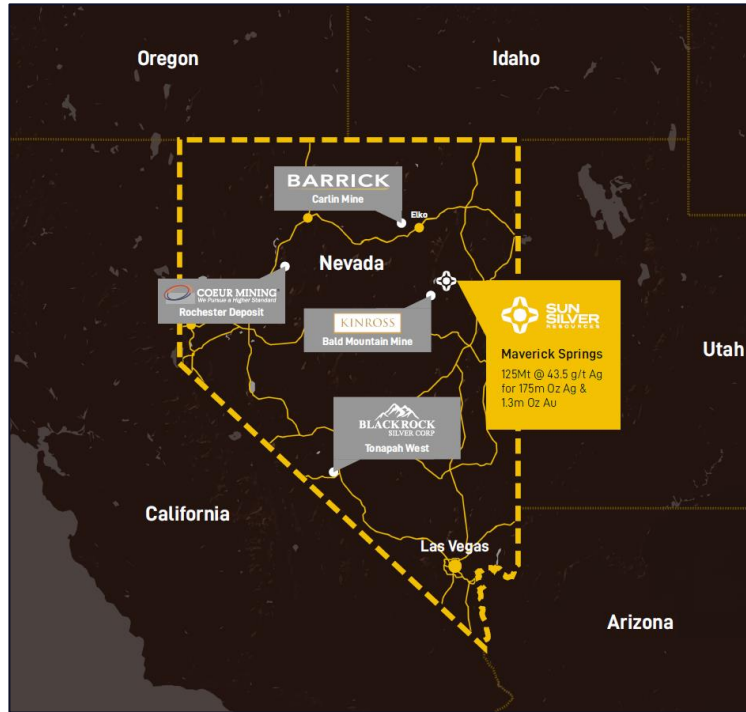 Oregon
Idaho
BARRICK
Carlin Mine
Elko
Nevada
COEUR MINING
We Pursue a Higher Standard
Rochester Deposit
KINROSS
Bald Mountain Mine
SUN
SILVER
RESOURCES
Maverick Springs
125Mt @ 43.5 g/t Ag
for 175m Oz Ag &
1.3m Oz Au
Utah
BLACKROCK
SILVER CORP
Tonapah West
California
Las Vegas
Arizona